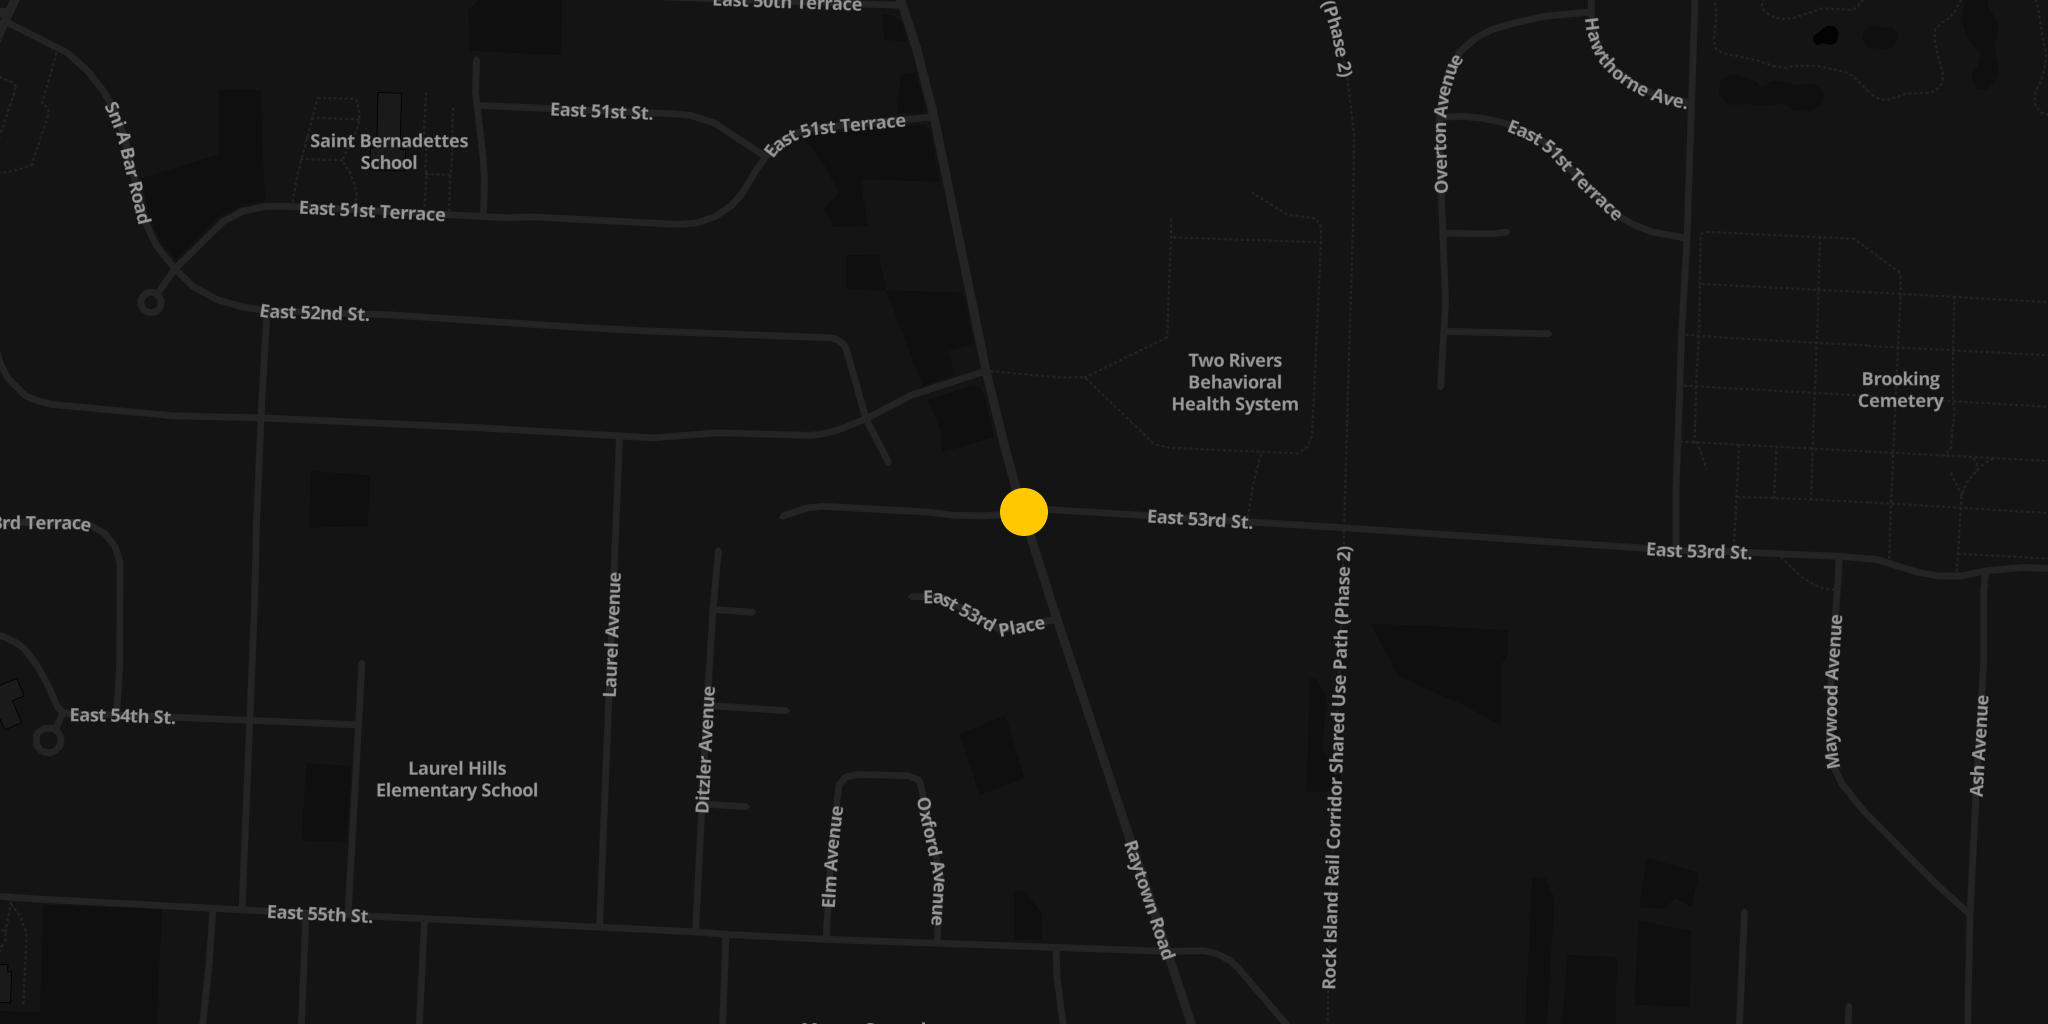 East 50th Terrace
(Phase 2)
Hawthorne Ave.
Overton Avenue
East 51st Terrace
Sni A Bar Road
East 51st St.
East 51st Terrace
Saint Bernadettes
School
East 51st Terrace
East 52nd St.
Two Rivers
Behavioral
Health System
Brooking
Cemetery
3rd Terrace
East 53rd St.
East 53rd St.
East 53rd Place
Laurel Avenue
Rock Island Rail Corridor Shared Use Path (Phase 2)
Maywood Avenue
Ash Avenue
East 54th St.
Ditzler Avenue
Laurel Hills
Elementary School
Elm Avenue
Oxford Avenue
Raytown Road
East 55th St.